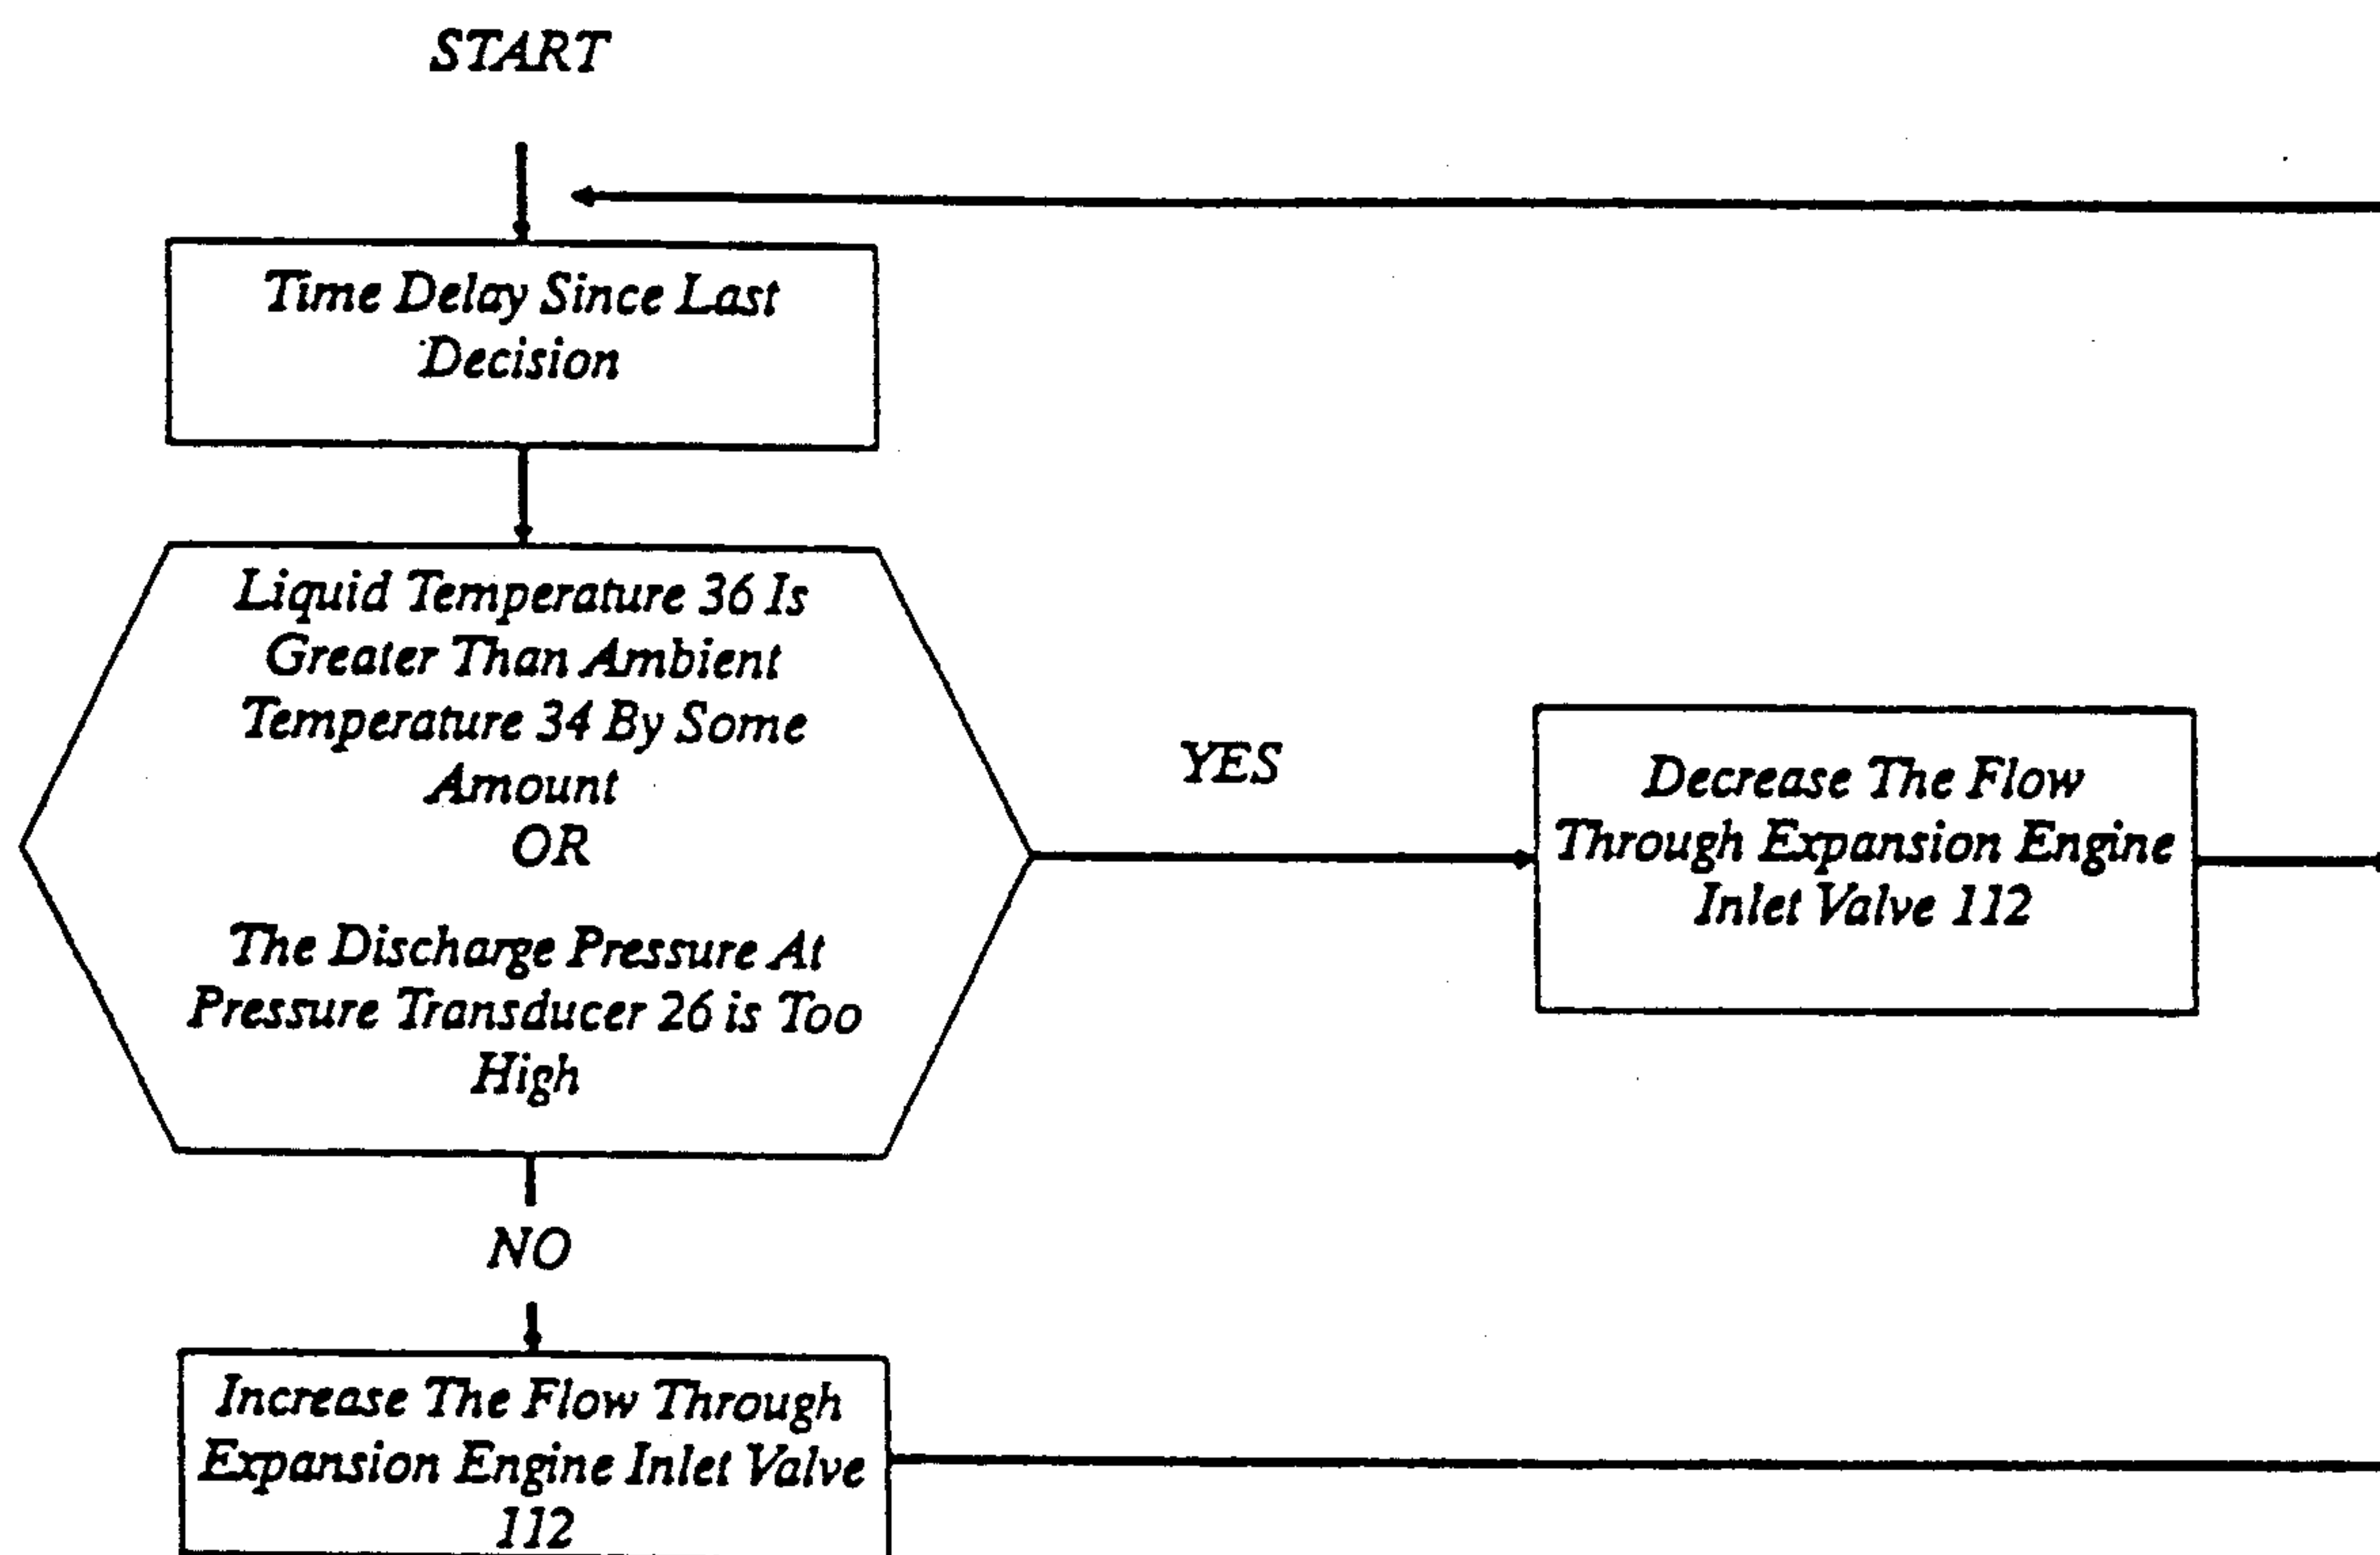 START
Time Delay Since Last
Decision
Liquid Temperature 36 Is
Greater Than Ambient
Temperature 34 By Some
Amount
OR
The Discharge Pressure At
Pressure Transducer 26 is Too
High
YES
Decrease The Flow
Through Expansion Engine
Inlet Valve 112
NO
Increase The Flow Through
Expansion Engine Inlet Valve
112